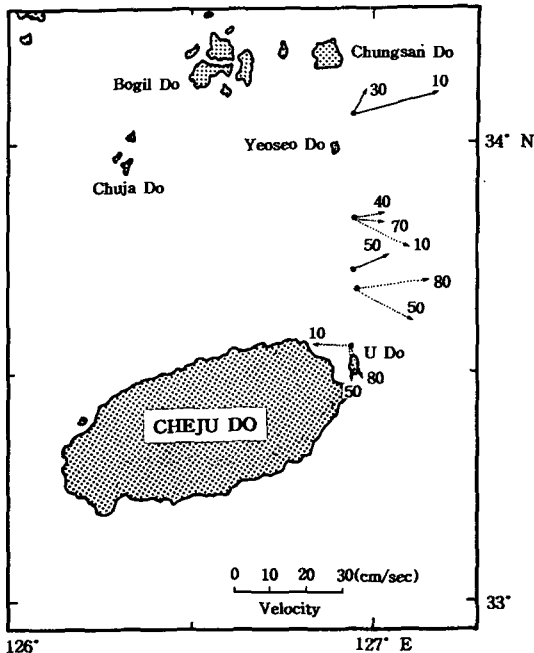 Chungsan Do
Bogil Do
30
10
Yeoseo Do
34° N
Chuja Do
40
70
50
10
80
50
10
U Do
80
50
CHEJU DO
0 10 20 30(cm/sec)
Velocity
33°
126°
127° E